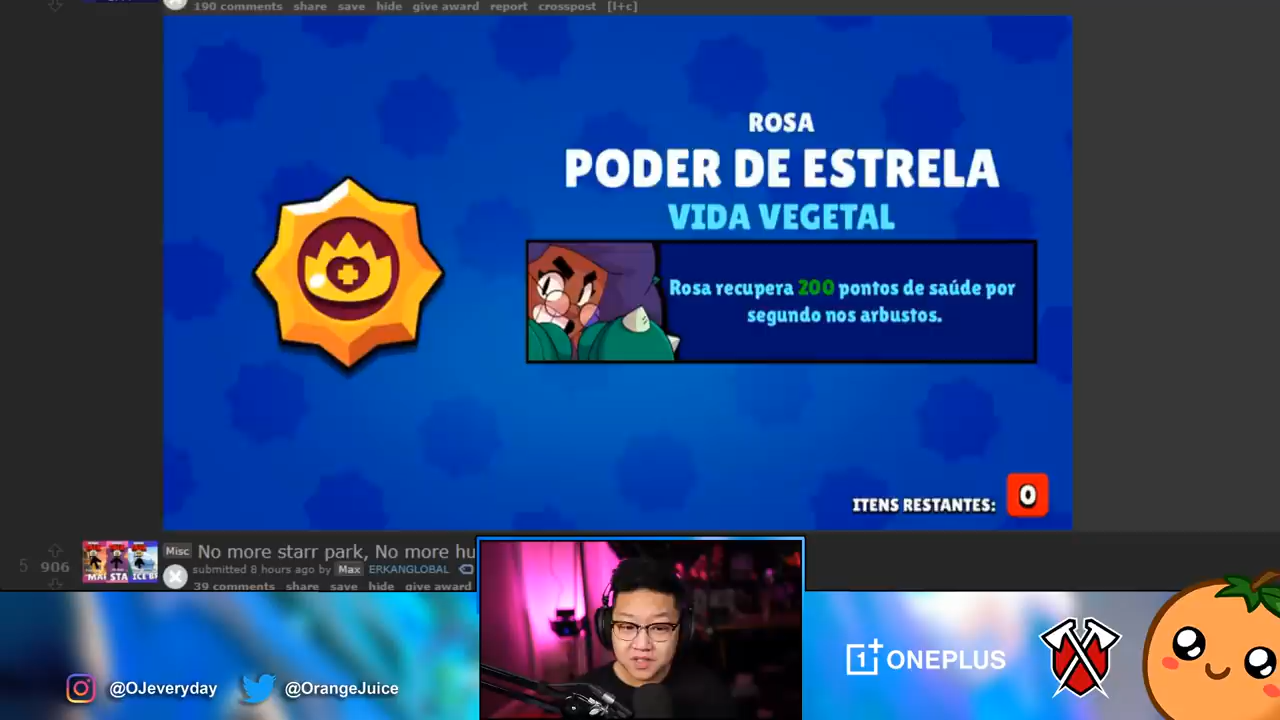 190 comments share save hide give award report crosspost [l+c]
ROSA
PODER DE ESTRELA
VIDA VEGETAL
Rosa recupera 200 pontos de saúde por
segundo nos arbustos.
ITENS RESTANTES: 0
5 906 Misc No more starr park, No more hu
submitted 8 hours ago by Max ERKANGLOBAL
39 comments share save hide give award
@OJeveryday @OrangeJuice
1+ ONEPLUS